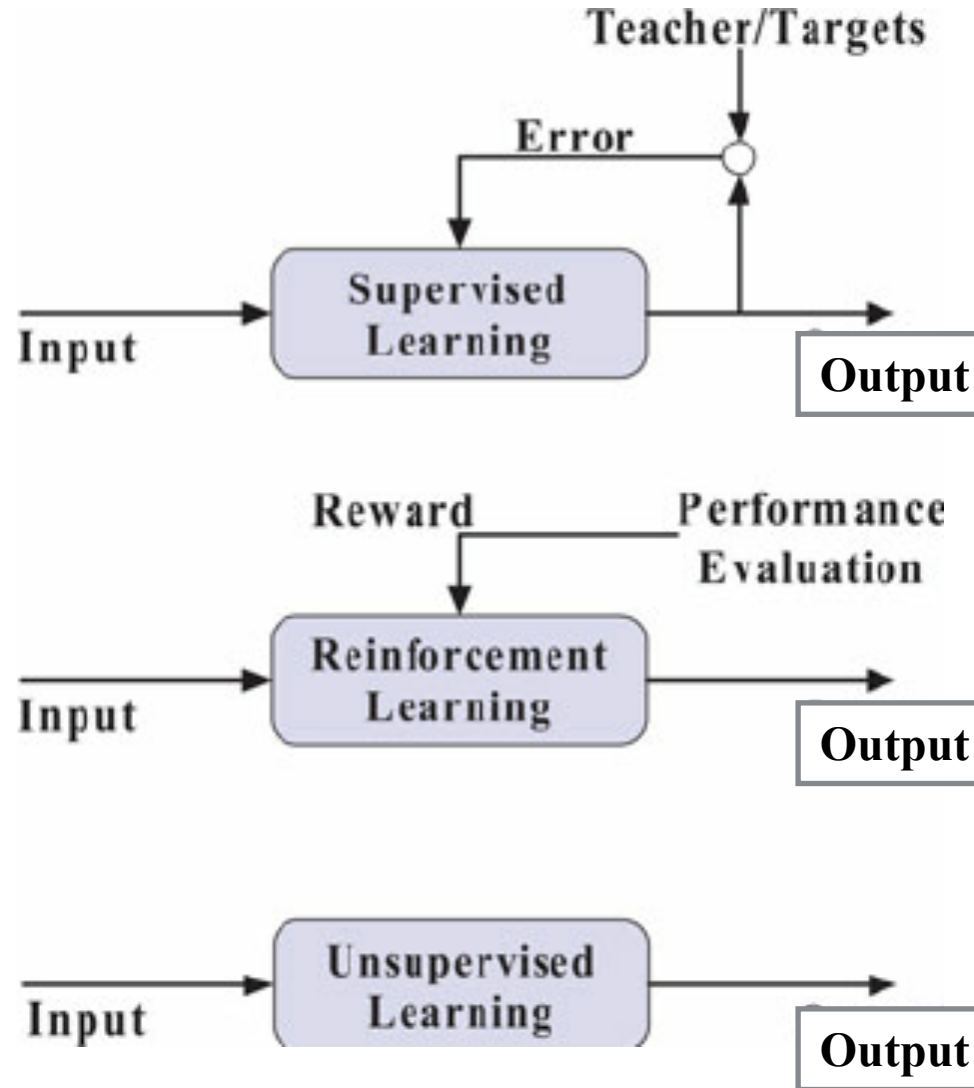 Teacher/Targets
Error
Supervised
Learning
Input
Output
Reward
Performance
Evaluation
Reinforcement
Learning
Input
Output
Unsupervised
Learning
Input
Output